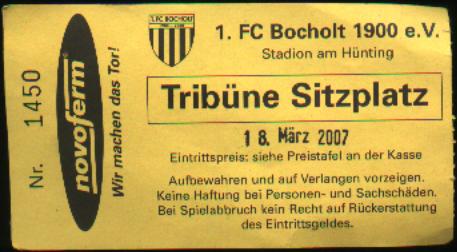 1. FC BOCHOLT
1. FC Bocholt 1900 e.V.
Stadion am Hünting
Tribüne Sitzplatz
18. März 2007
Eintrittspreis: siehe Preistafel an der Kasse
Aufbewahren und auf Verlangen vorzeigen.
Keine Haftung bei Personen- und Sachschäden.
Bei Spielabbruch kein Recht auf Rückerstattung
des Eintrittsgeldes.
Nr. 1450
novoferm
Wir machen das Tor!